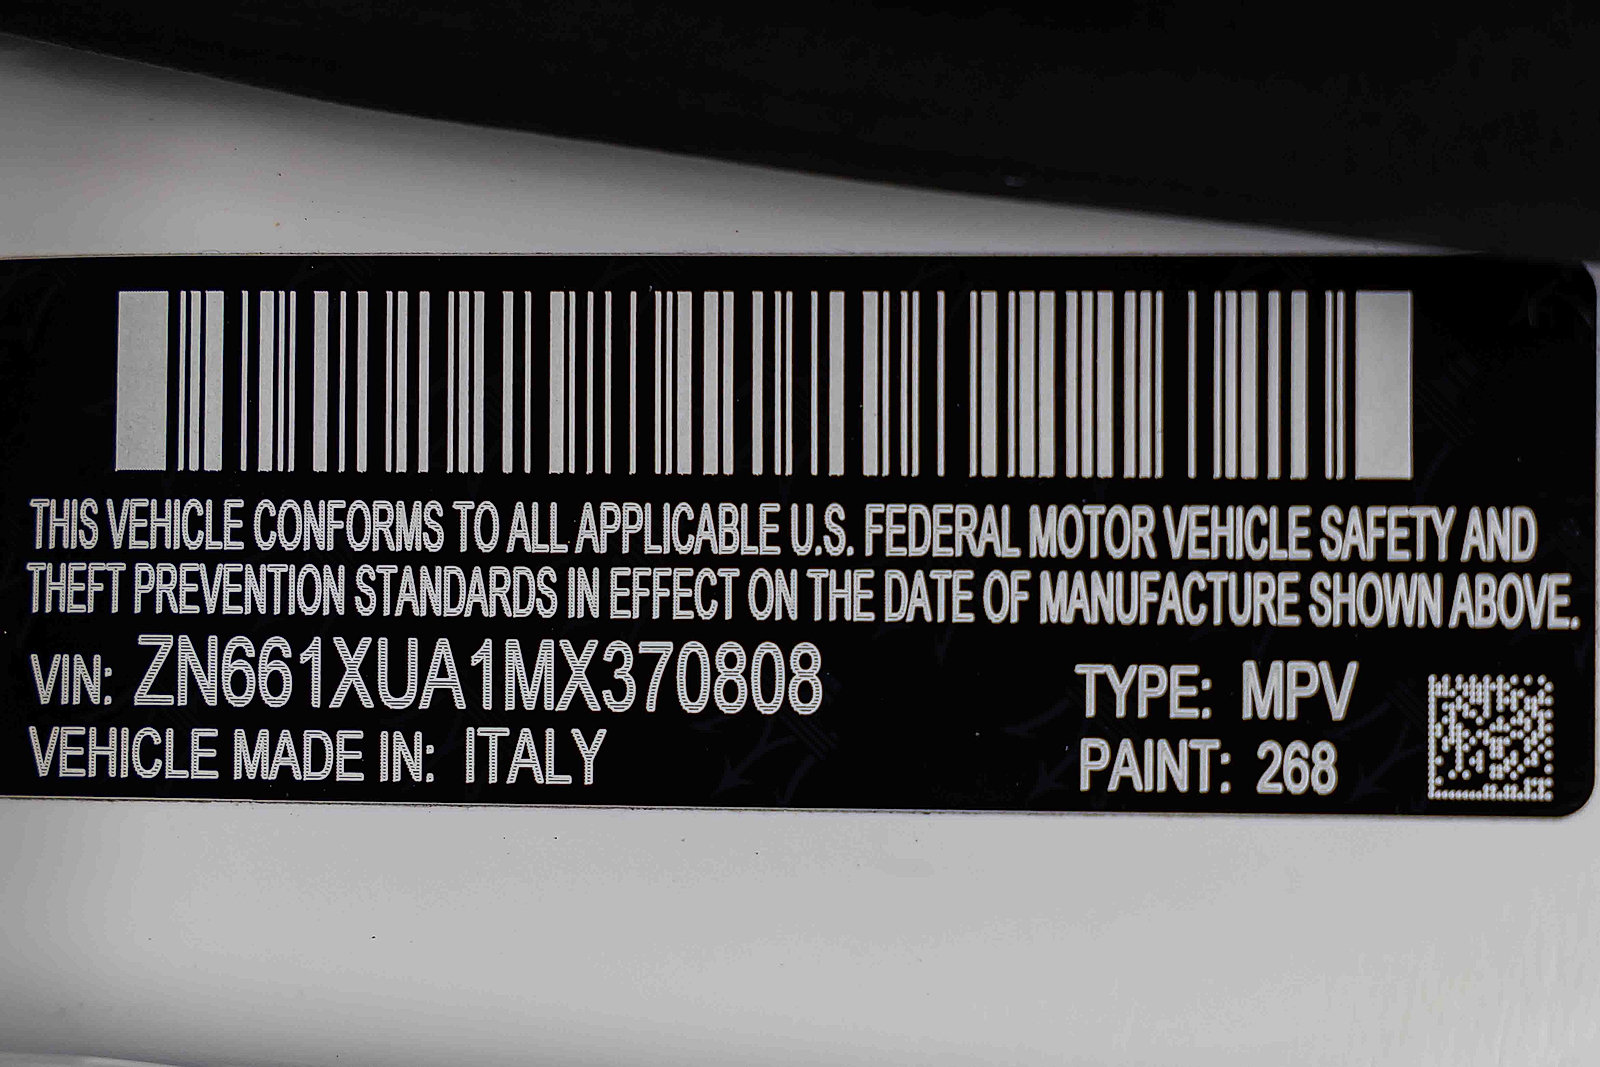 THIS VEHICLE CONFORMS TO ALL APPLICABLE U.S. FEDERAL MOTOR VEHICLE SAFETY AND
THEFT PREVENTION STANDARDS IN EFFECT ON THE DATE OF MANUFACTURE SHOWN ABOVE.
VIN: ZN661XUA1MX370808
TYPE: MPV
VEHICLE MADE IN: ITALY
PAINT: 268